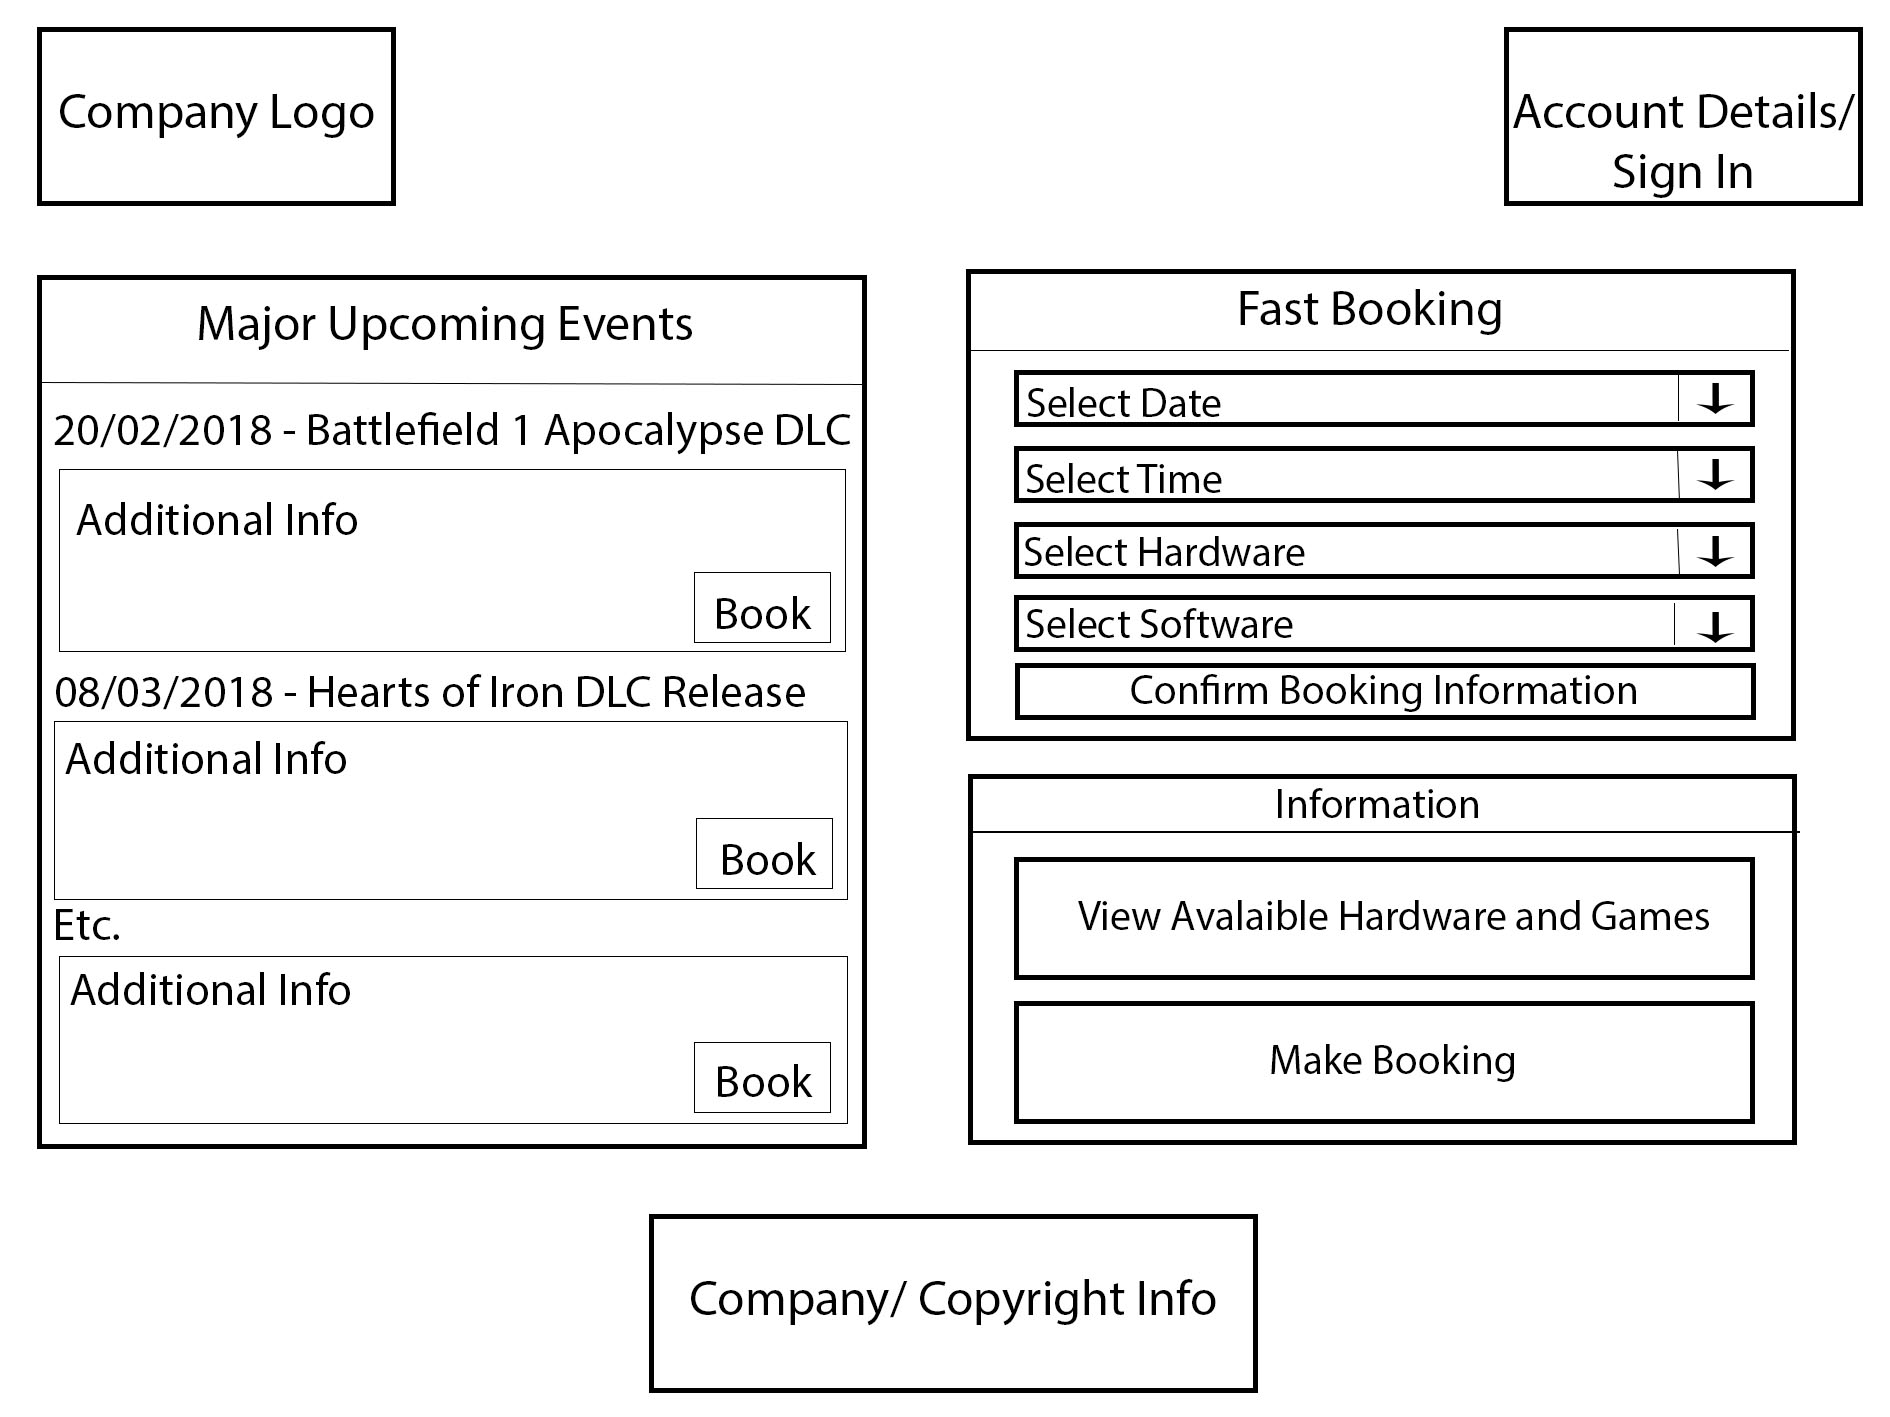 Company Logo
Account Details/
Sign In
Major Upcoming Events
20/02/2018 - Battlefield 1 Apocalypse DLC
Additional Info
Book
08/03/2018 - Hearts of Iron DLC Release
Additional Info
Book
Etc.
Additional Info
Book
Fast Booking
Select Date
Select Time
Select Hardware
Select Software
Confirm Booking Information
Information
View Avalaible Hardware and Games
Make Booking
Company/ Copyright Info